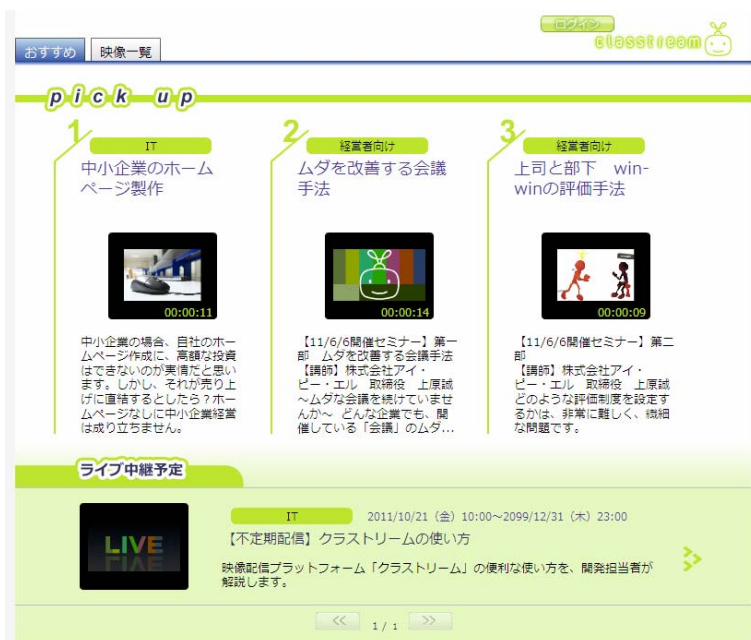 ログイン
classtream
おすすめ
映像一覧
pick up
1
IT
中小企業のホーム
ページ製作
00:00:11
中小企業の場合、自社のホー
ムページ作成に、高額な投資
はできないのが実情だと思い
ます。しかし、それが売り上
げに直結するとしたら？ホー
ムページなしに中小企業経営
は成り立ちません。
2
経営者向け
ムダを改善する会議
手法
00:00:14
【11/6/6開催セミナー】第一
部　ムダを改善する会議手法
【講師】株式会社アイ・
ピー・エル　取締役　上原誠
～ムダな会議を続けていませ
んか～ どんな企業でも、開
催している「会議」のムダ...
3
経営者向け
上司と部下　win-
winの評価手法
00:00:09
【11/6/6開催セミナー】第二
部
【講師】株式会社アイ・
ピー・エル　取締役　上原誠
どのような評価制度を設定す
るかは、非常に難しく、繊細
な問題です。
ライブ中継予定
LIVE
IT
2011/10/21（金）10:00～2099/12/31（木）23:00
【不定期配信】クラストリームの使い方
映像配信プラットフォーム「クラストリーム」の便利な使い方を、開発担当者が
解説します。
1 / 1